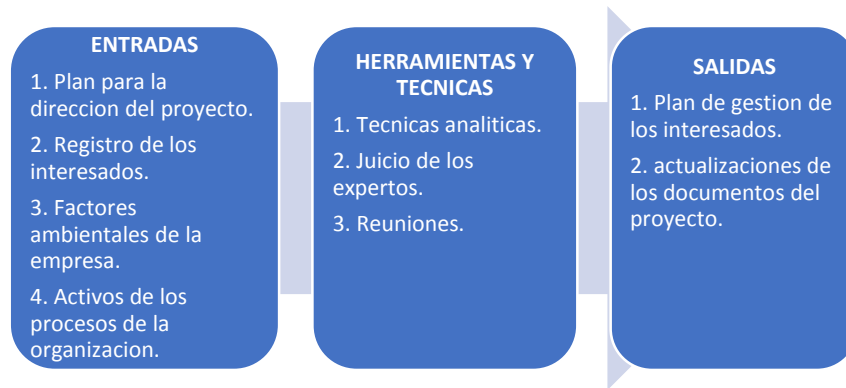 ENTRADAS
1. Plan para la
direccion del proyecto.
2. Registro de los
interesados.
3. Factores
ambientales de la
empresa.
4. Activos de los
procesos de la
organizacion.
HERRAMIENTAS Y
TECNICAS
1. Tecnicas analiticas.
2. Juicio de los
expertos.
3. Reuniones.
SALIDAS
1. Plan de gestion de
los interesados.
2. actualizaciones de
los documentos del
proyecto.